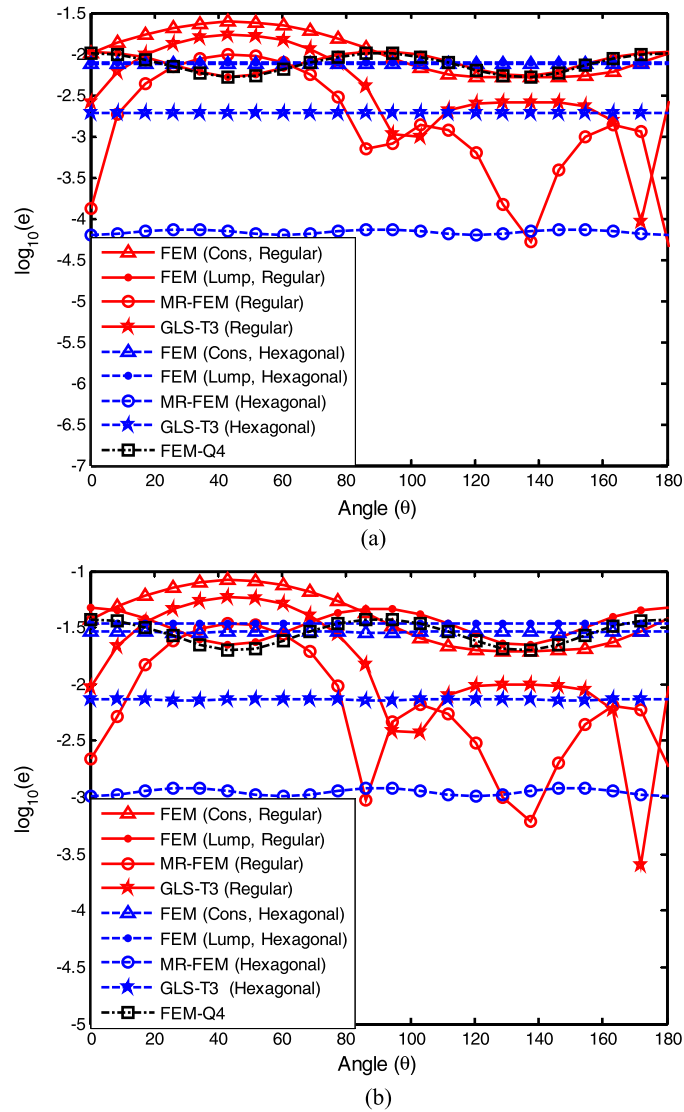 -1.5
-2
-2.5
-3
-3.5
-4
-4.5
-5
-5.5
-6
-6.5
-7
log10(e)
FEM (Cons, Regular)
FEM (Lump, Regular)
MR-FEM (Regular)
GLS-T3 (Regular)
FEM (Cons, Hexagonal)
FEM (Lump, Hexagonal)
MR-FEM (Hexagonal)
GLS-T3 (Hexagonal)
FEM-Q4
0 20 40 60 80 100 120 140 160 180
Angle (θ)
(a)
-1
-1.5
-2
-2.5
-3
-3.5
-4
-4.5
-5
log10(e)
FEM (Cons, Regular)
FEM (Lump, Regular)
MR-FEM (Regular)
GLS-T3 (Regular)
FEM (Cons, Hexagonal)
FEM (Lump, Hexagonal)
MR-FEM (Hexagonal)
GLS-T3 (Hexagonal)
FEM-Q4
0 20 40 60 80 100 120 140 160 180
Angle (θ)
(b)